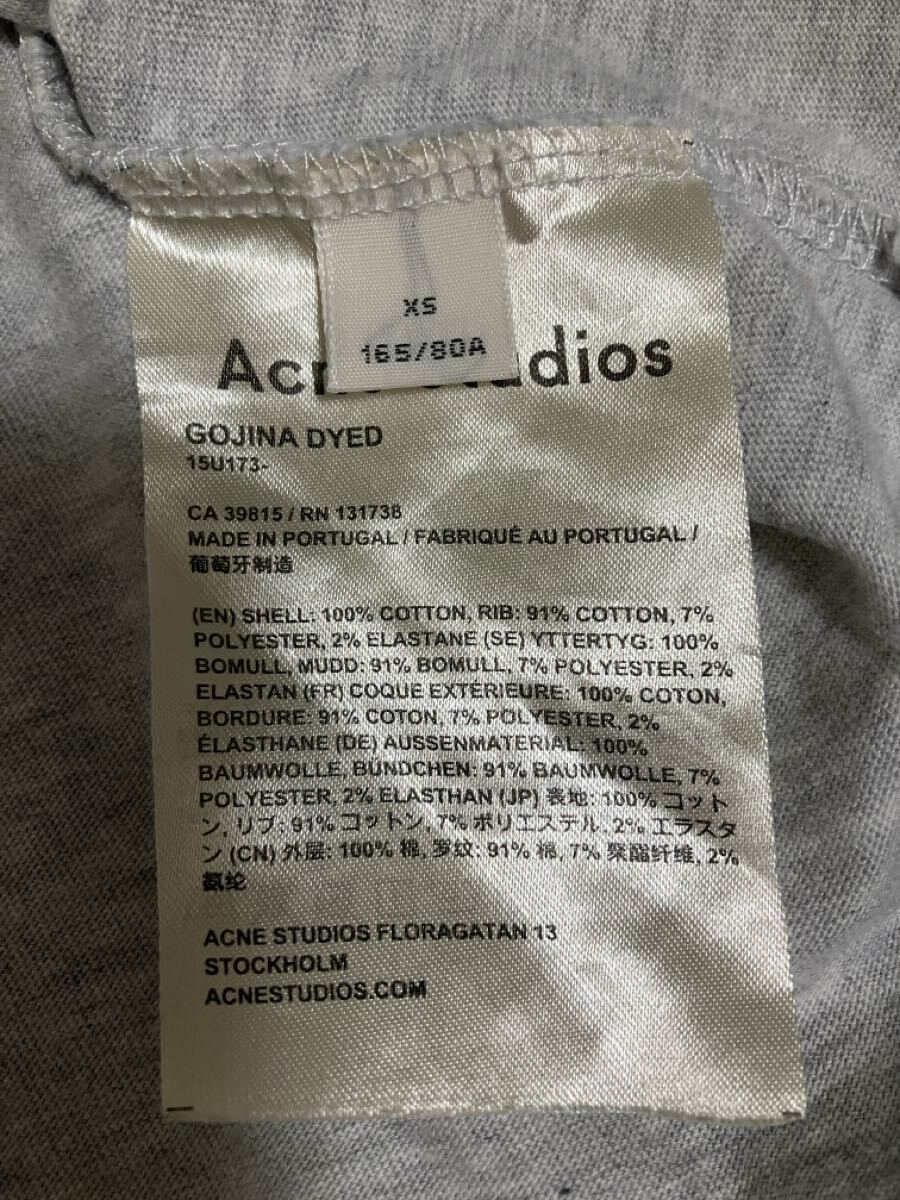 XS
165/80A
Acne Studios
GOJINA DYED
15U173-
CA 39815 / RN 131738
MADE IN PORTUGAL / FABRIQUÉ AU PORTUGAL /
葡萄牙制造
(EN) SHELL: 100% COTTON, RIB: 91% COTTON, 7%
POLYESTER, 2% ELASTANE (SE) YTTERTYG: 100%
BOMULL, MUDD: 91% BOMULL, 7% POLYESTER, 2%
ELASTAN (FR) COQUE EXTÉRIEURE: 100% COTON,
BORDURE: 91% COTON, 7% POLYESTER, 2%
ÉLASTHANE (DE) AUSSENMATERIAL: 100%
BAUMWOLLE, BÜNDCHEN: 91% BAUMWOLLE, 7%
POLYESTER, 2% ELASTHAN (JP) 表地: 100% コット
ン, リブ: 91% コットン, 7% ポリエステル, 2% エラスタ
ン (CN) 外层: 100% 棉, 罗纹: 91% 棉, 7% 聚酯纤维, 2%
氨纶
ACNE STUDIOS FLORAGATAN 13
STOCKHOLM
ACNESTUDIOS.COM